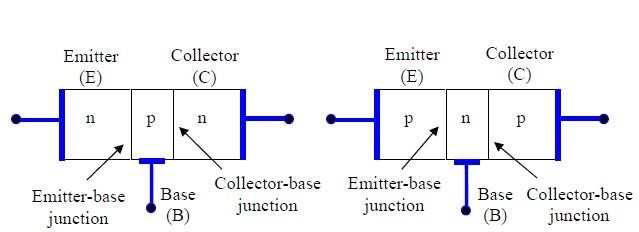 Emitter
(E)
Collector
(C)
n
p
n
Emitter-base
junction
Base
(B)
Collector-base
junction
Emitter
(E)
Collector
(C)
p
n
p
Emitter-base
junction
Base
(B)
Collector-base
junction